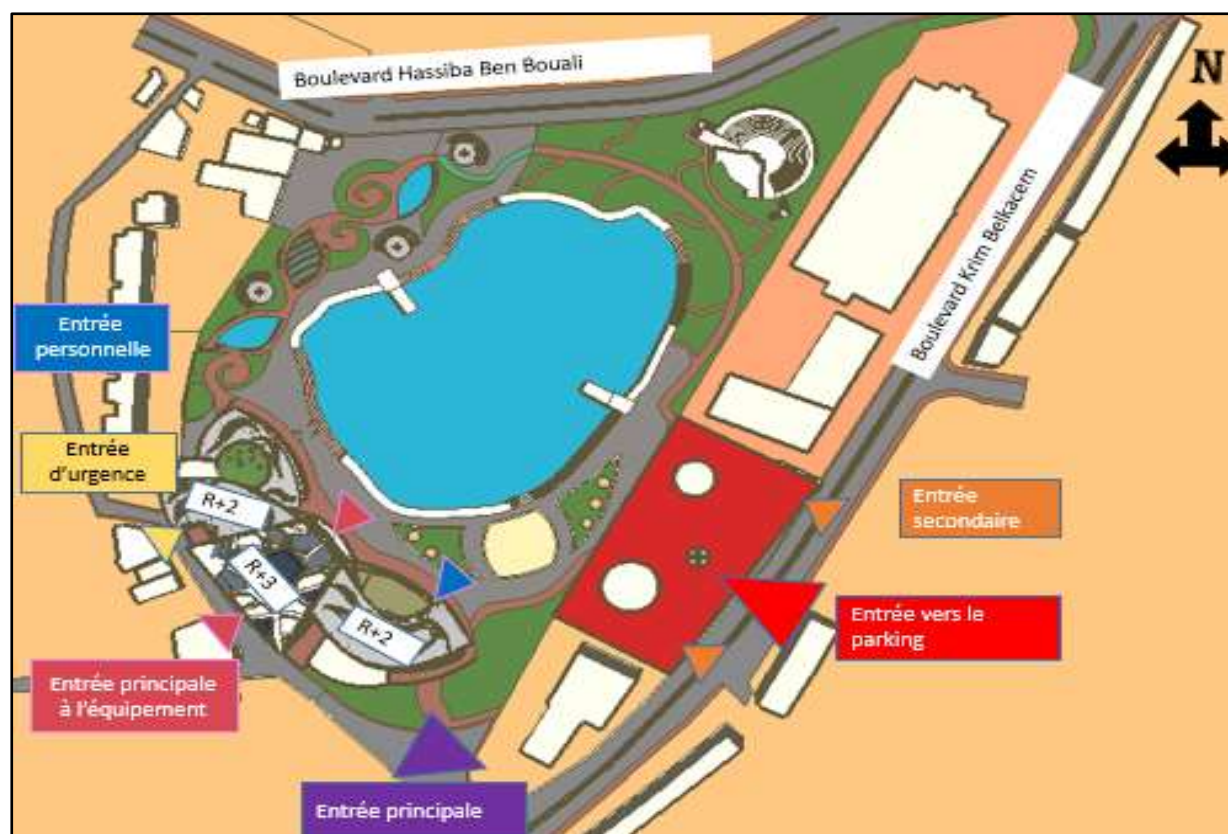 Boulevard Hassiba Ben Bouali
N
Boulevard Krim Belkacem
Entrée
personnelle
Entrée
d'urgence
R+2
R+3
R+2
Entrée
secondaire
Entrée vers le
parking
Entrée principale
à l'équipement
Entrée principale